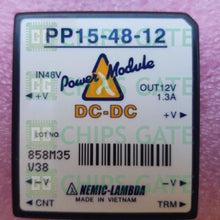 PP15-48-12
IN48V
Power Module
OUT12V
1.3A
+V
DC-DC
+V
LOT NO
858M35
V38
-V
-V
CNT
NEMIC-LAMBDA
TRM
MADE IN VIETNAM
CHIPS GATE